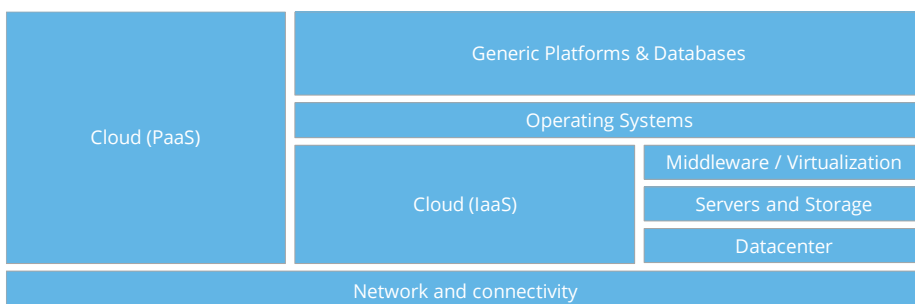 Generic Platforms & Databases
Cloud (PaaS)
Operating Systems
Middleware / Virtualization
Cloud (IaaS)
Servers and Storage
Datacenter
Network and connectivity